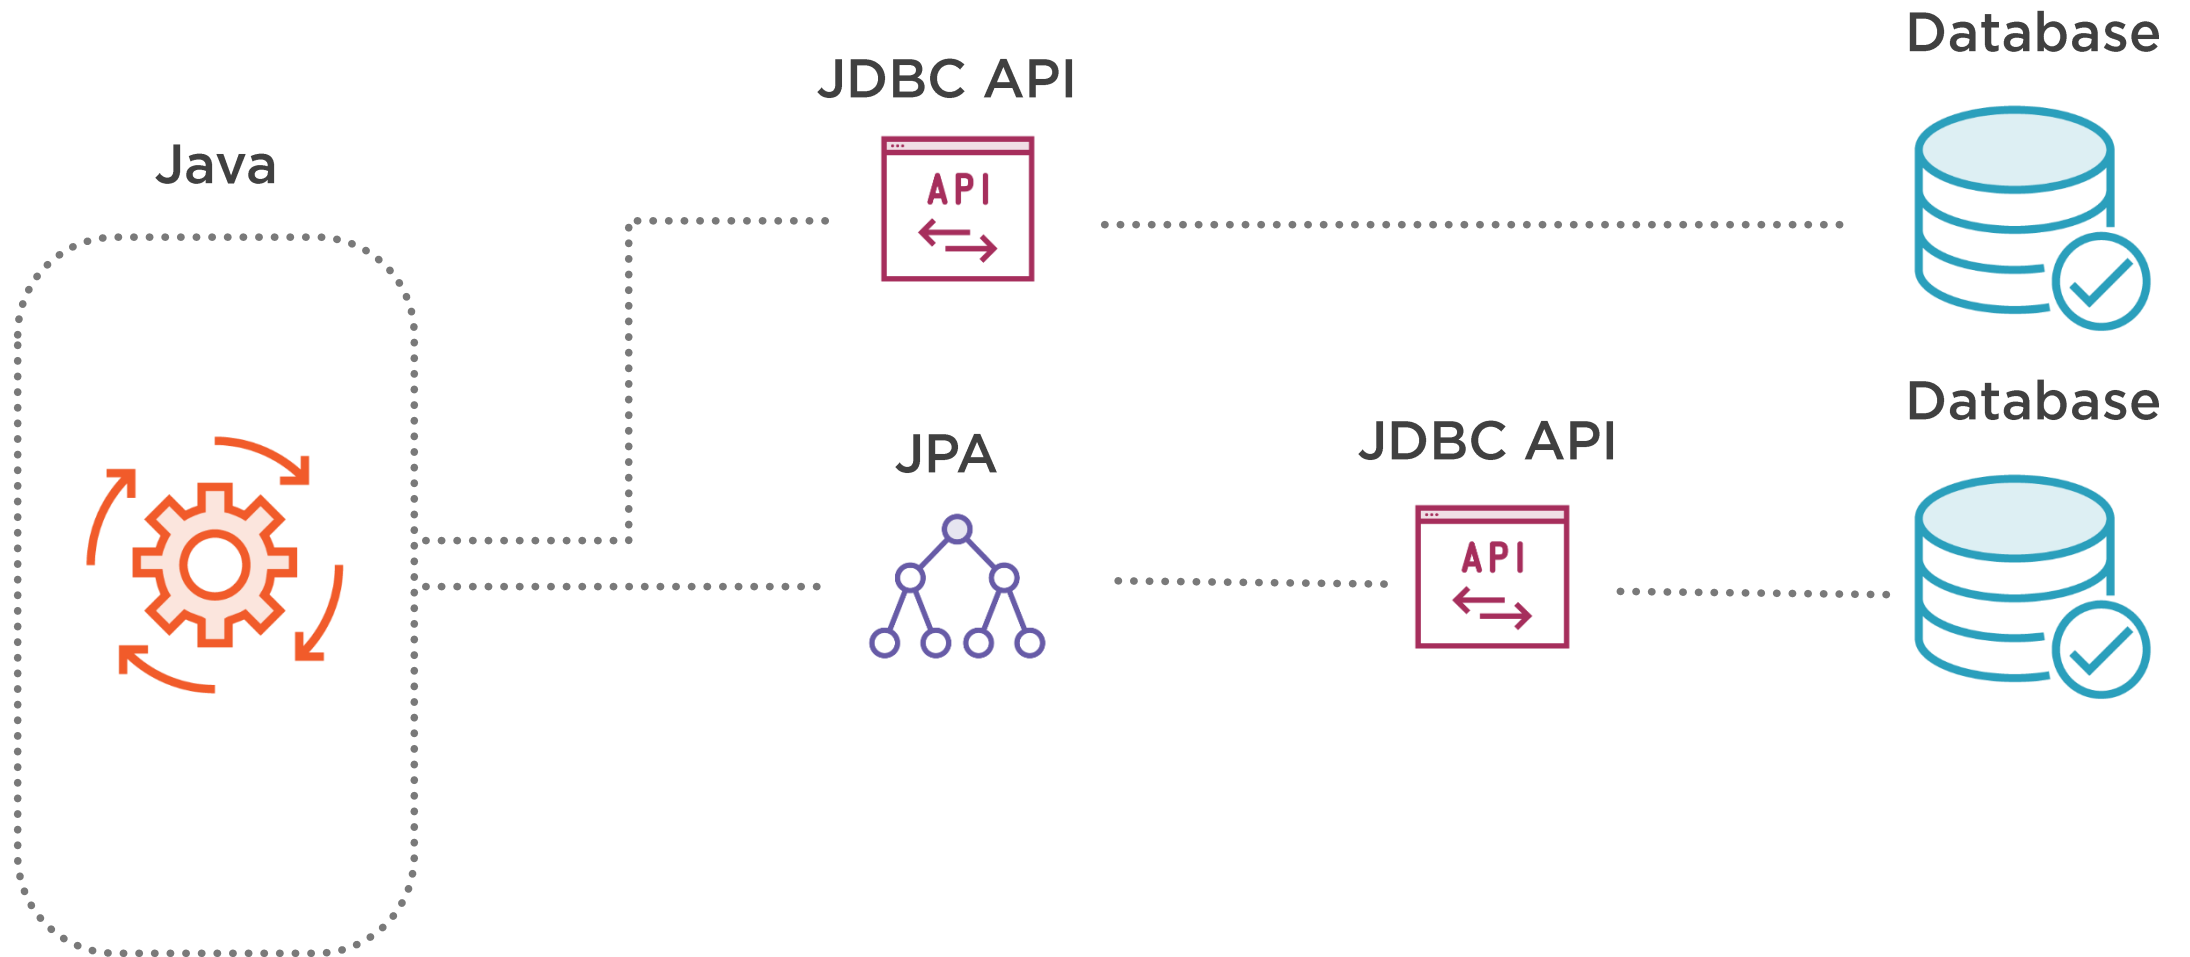 Java
JDBC API
API
Database
JPA
JDBC API
API
Database